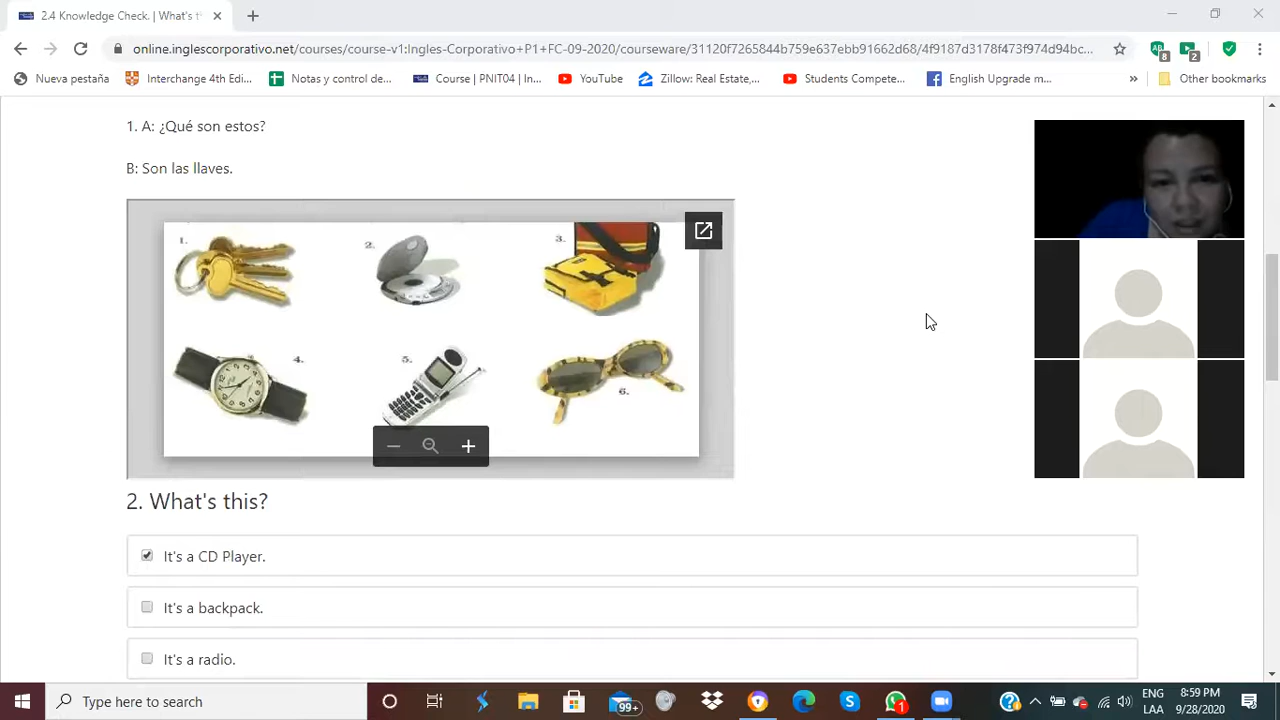 2.4 Knowledge Check. | What's t
online.inglescorporativo.net/courses/course-v1:Ingles-Corporativo+P1+FC-09-2020/courseware/31120f7265844b759e637ebb91662d68/4f9187d3178f473f974d94bc...
8
2
Nueva pestaña
Interchange 4th Edi...
Notas y control de...
Course | PNIT04 | In...
YouTube
Zillow: Real Estate,...
Students Compete...
English Upgrade m...
»
Other bookmarks
1. A: ¿Qué son estos?
B: Son las llaves.
1.
2.
3.
4.
5.
6.
2. What's this?
It's a CD Player.
It's a backpack.
It's a radio.
Type here to search
99+
1
ENG
LAA
8:59 PM
9/28/2020